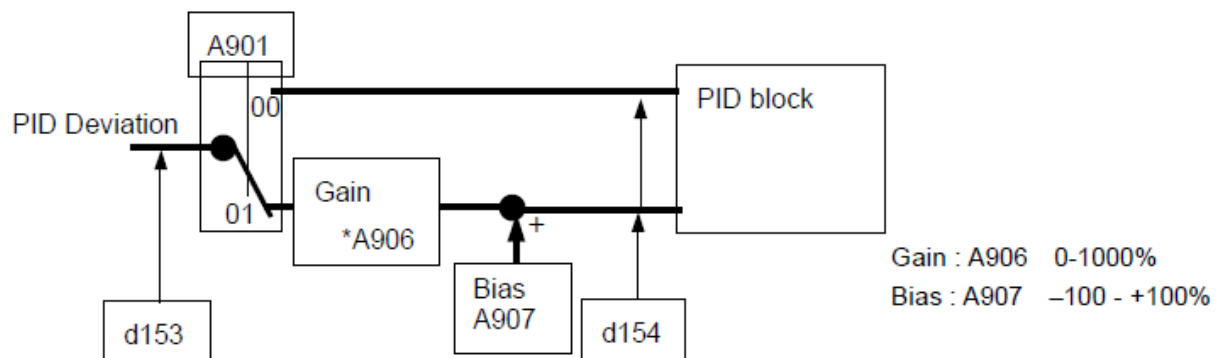 A901
00
PID block
PID Deviation
01
Gain
*A906
+
Bias
A907
d153
d154
Gain : A906 0-1000%
Bias : A907 –100 - +100%